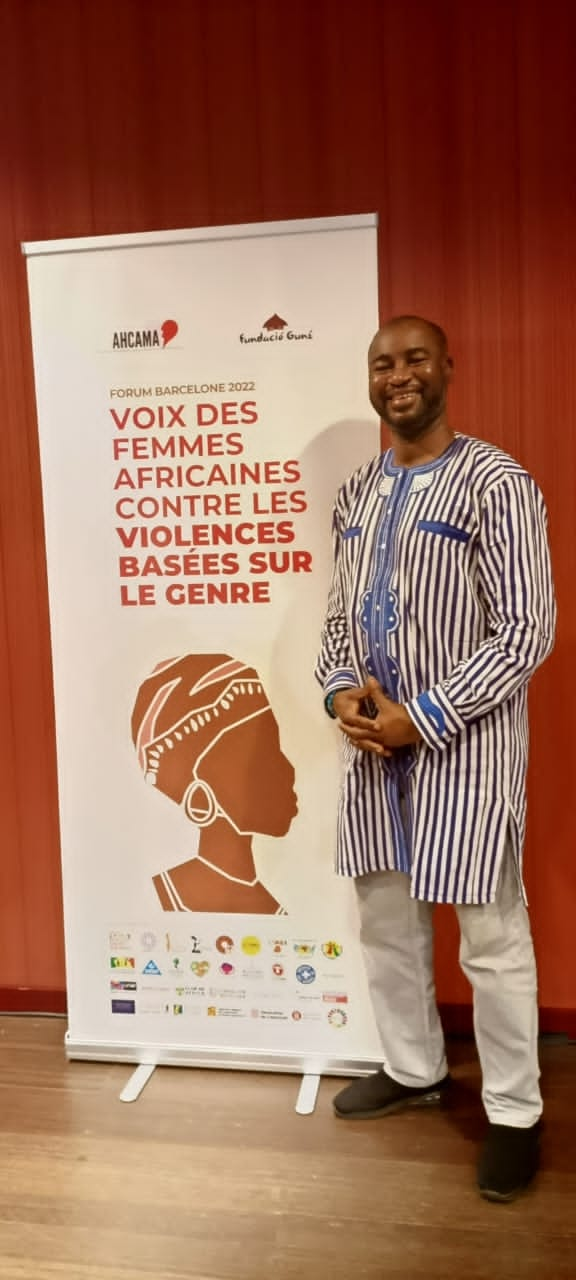 AHCAMA
Fundació Guné
FORUM BARCELONE 2022
VOIX DES
FEMMES
AFRICAINES
CONTRE LES
VIOLENCES
BASÉES SUR
LE GENRE